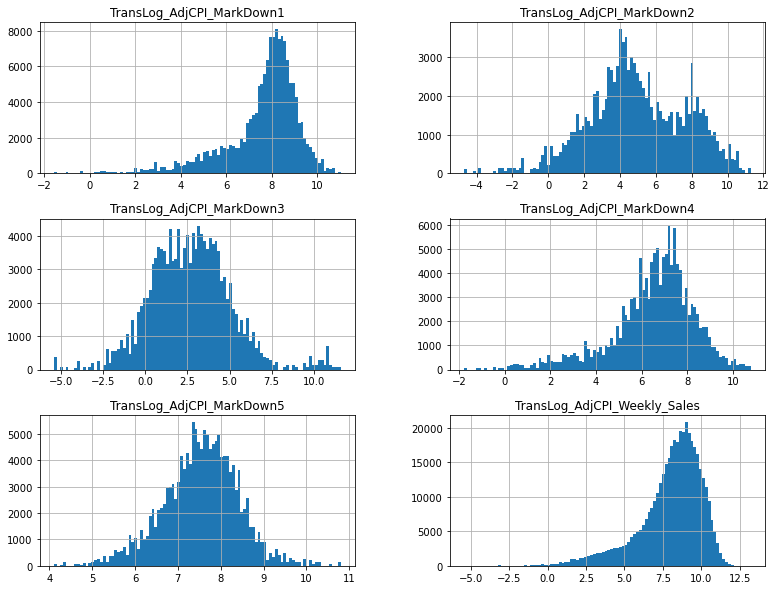 TransLog_AdjCPI_MarkDown1
8000
6000
4000
2000
0
−2 0 2 4 6 8 10
TransLog_AdjCPI_MarkDown2
3000
2000
1000
0
−4 −2 0 2 4 6 8 10 12
TransLog_AdjCPI_MarkDown3
4000
3000
2000
1000
0
−5.0 −2.5 0.0 2.5 5.0 7.5 10.0
TransLog_AdjCPI_MarkDown4
6000
5000
4000
3000
2000
1000
0
−2 0 2 4 6 8 10
TransLog_AdjCPI_MarkDown5
5000
4000
3000
2000
1000
0
4 5 6 7 8 9 10 11
TransLog_AdjCPI_Weekly_Sales
20000
15000
10000
5000
0
−5.0 −2.5 0.0 2.5 5.0 7.5 10.0 12.5